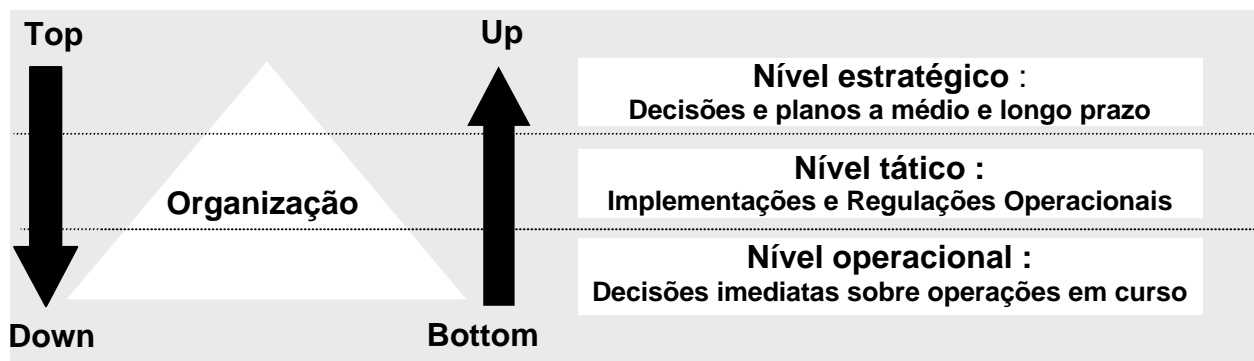 Top
Up
Nível estratégico :
Decisões e planos a médio e longo prazo
Organização
Nível tático :
Implementações e Regulações Operacionais
Nível operacional :
Decisões imediatas sobre operações em curso
Down
Bottom